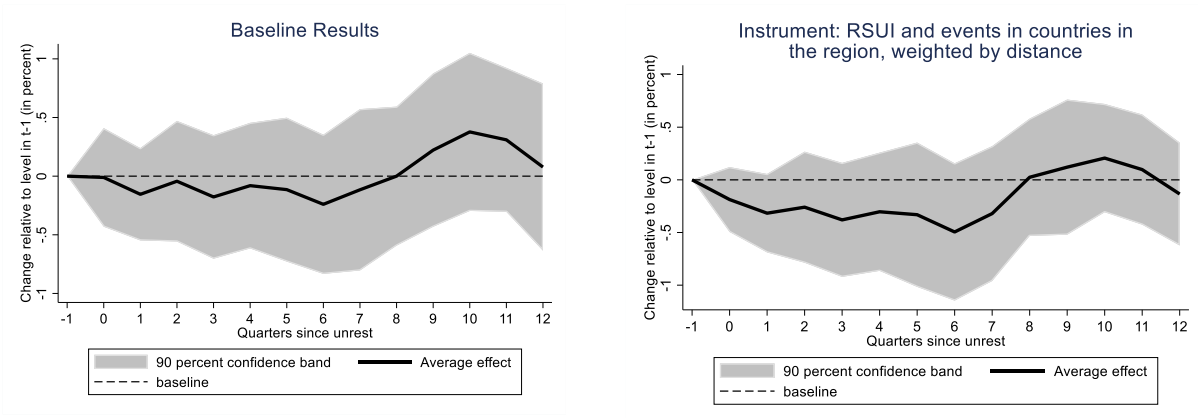 Baseline Results
Change relative to level in t-1 (in percent)
1
.5
0
-.5
-1
-1 0 1 2 3 4 5 6 7 8 9 10 11 12
Quarters since unrest
90 percent confidence band Average effect
baseline
Instrument: RSUI and events in countries in
the region, weighted by distance
Change relative to level in t-1 (in percent)
1
.5
0
-.5
-1
-1 0 1 2 3 4 5 6 7 8 9 10 11 12
Quarters since unrest
90 percent confidence band Average effect
baseline